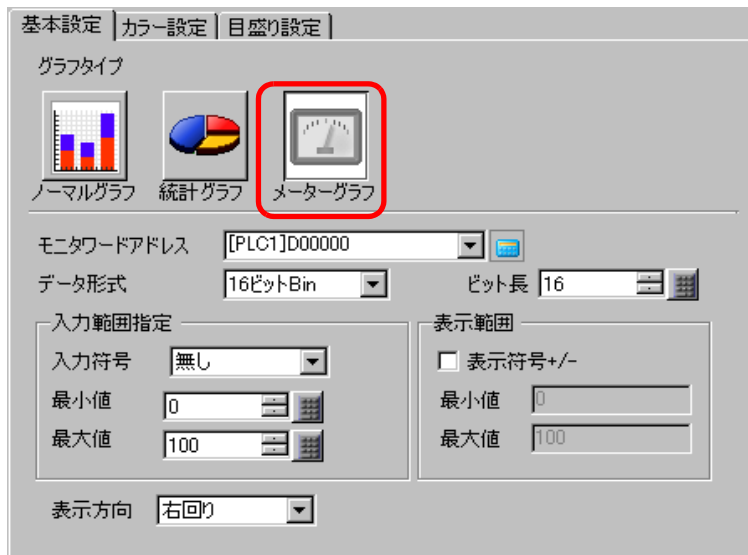 基本設定 カラー設定 目盛り設定
グラフタイプ
ノーマルグラフ 統計グラフ メーターグラフ
モニタワードアドレス [PLC1]D00000
データ形式 16ビットBin ビット長 16
入力範囲指定 表示範囲
入力符号 無し 表示符号+/-
最小値 0 最小値 0
最大値 100 最大値 100
表示方向 右回り